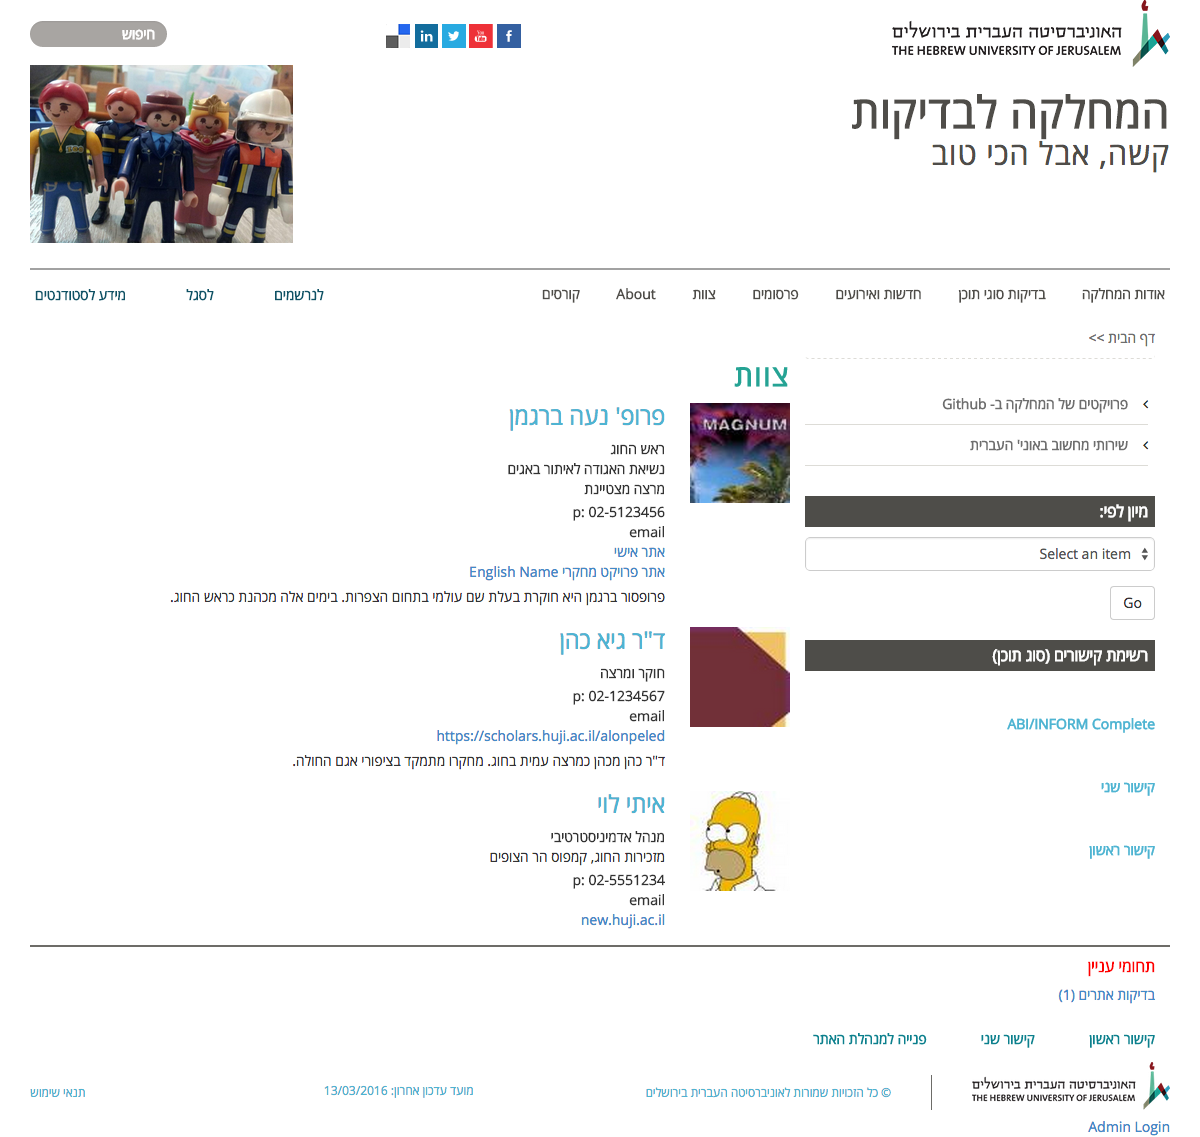 האוניברסיטה העברית בירושלים
THE HEBREW UNIVERSITY OF JERUSALEM
in
You
f
חיפוש
המחלקה לבדיקות
קשה, אבל הכי טוב
אודות המחלקה
בדיקות סוגי תוכן
חדשות ואירועים
פרסומים
צוות
About
קורסים
לנרשמים
לסגל
מידע לסטודנטים
דף הבית >>
פרויקטים של המחלקה ב- Github
שירותי מחשוב באוני' העברית
מיון לפי:
Select an item
Go
רשימת קישורים (סוג תוכן)
ABI/INFORM Complete
קישור שני
קישור ראשון
צוות
MAGNUM
פרופ' נעה ברגמן
ראש החוג
נשיאת האגודה לאיתור באגים
מרצה מצטיינת
p: 02-5123456
email
אתר אישי
אתר פרויקט מחקרי English Name
פרופסור ברגמן היא חוקרת בעלת שם עולמי בתחום הצפרות. בימים אלה מכהנת כראש החוג.
ד"ר גיא כהן
חוקר ומרצה
p: 02-1234567
email
https://scholars.huji.ac.il/alonpeled
ד"ר כהן מכהן כמרצה עמית בחוג. מחקרו מתמקד בציפורי אגם החולה.
איתי לוי
מנהל אדמיניסטרטיבי
מזכירות החוג, קמפוס הר הצופים
p: 02-5551234
email
new.huji.ac.il
תחומי עניין
בדיקות אתרים (1)
קישור ראשון
קישור שני
פנייה למנהלת האתר
האוניברסיטה העברית בירושלים
THE HEBREW UNIVERSITY OF JERUSALEM
© כל הזכויות שמורות לאוניברסיטה העברית בירושלים
מועד עדכון אחרון: 13/03/2016
תנאי שימוש
Admin Login